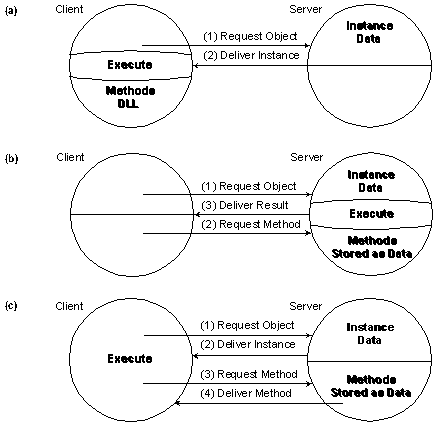 (a)
Client
Server
Instance
Data
(1) Request Object
(2) Deliver Instance
Execute
Methods
DLL
(b)
Client
Server
Instance
Data
(1) Request Object
(3) Deliver Result
Execute
(2) Request Method
Methods
Stored as Data
(c)
Client
Server
(1) Request Object
Instance
Data
(2) Deliver Instance
Execute
(3) Request Method
Methods
Stored as Data
(4) Deliver Method